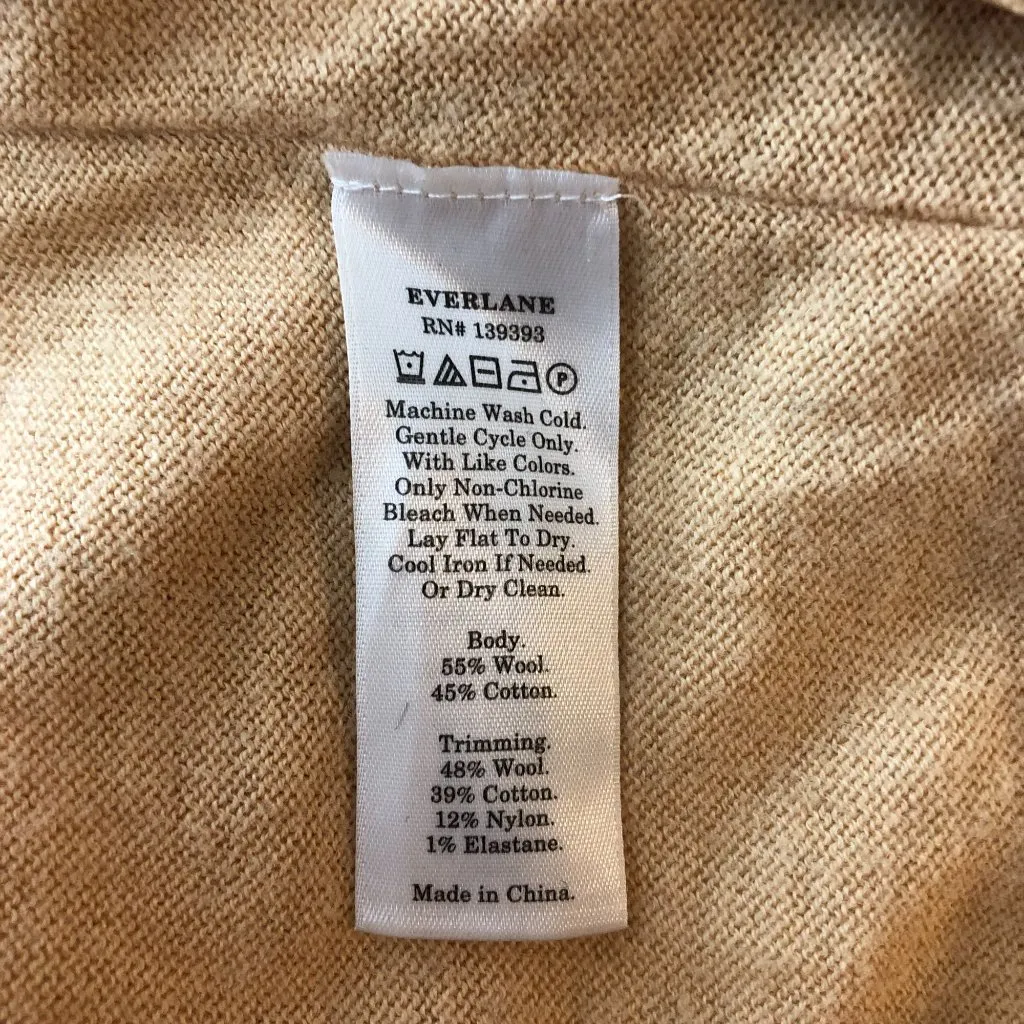 EVERLANE
RN# 139393
P
Machine Wash Cold.
Gentle Cycle Only.
With Like Colors.
Only Non-Chlorine
Bleach When Needed.
Lay Flat To Dry.
Cool Iron If Needed.
Or Dry Clean.
Body.
55% Wool.
45% Cotton.
Trimming.
48% Wool.
39% Cotton.
12% Nylon.
1% Elastane.
Made in China.